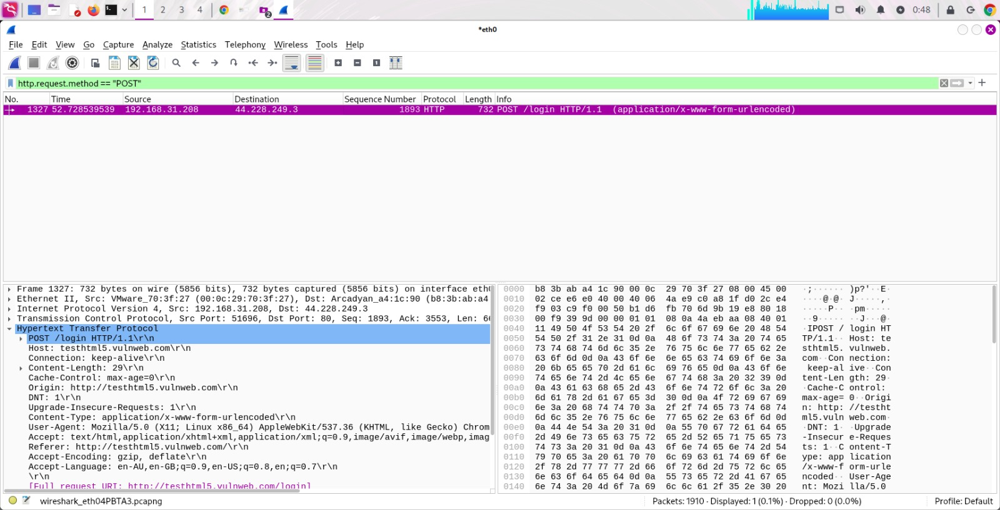 1 2 3 4 2 0:48
*eth0
File Edit View Go Capture Analyze Statistics Telephony Wireless Tools Help
http.request.method == "POST"
No. Time Source Destination Sequence Number Protocol Length Info
1327 52.728539539 192.168.31.208 44.228.249.3 1893 HTTP 732 POST /login HTTP/1.1 (application/x-www-form-urlencoded)
Frame 1327: 732 bytes on wire (5856 bits), 732 bytes captured (5856 bits) on interface eth
Ethernet II, Src: VMware_70:3f:27 (00:0c:29:70:3f:27), Dst: Arcadyan_a4:1c:90 (b8:3b:ab:a4
Internet Protocol Version 4, Src: 192.168.31.208, Dst: 44.228.249.3
Transmission Control Protocol, Src Port: 51696, Dst Port: 80, Seq: 1893, Ack: 3553, Len: 66
Hypertext Transfer Protocol
POST /login HTTP/1.1\r\n
Host: testhtml5.vulnweb.com\r\n
Connection: keep-alive\r\n
Content-Length: 29\r\n
Cache-Control: max-age=0\r\n
Origin: http://testhtml5.vulnweb.com\r\n
DNT: 1\r\n
Upgrade-Insecure-Requests: 1\r\n
Content-Type: application/x-www-form-urlencoded\r\n
User-Agent: Mozilla/5.0 (X11; Linux x86_64) AppleWebKit/537.36 (KHTML, like Gecko) Chrom
Accept: text/html,application/xhtml+xml,application/xml;q=0.9,image/avif,image/webp,imag
Referer: http://testhtml5.vulnweb.com/\r\n
Accept-Encoding: gzip, deflate\r\n
Accept-Language: en-AU,en-GB;q=0.9,en-US;q=0.8,en;q=0.7\r\n
\r\n
[Full request URI: http://testhtml5.vulnweb.com/login]
0000 b8 3b ab a4 1c 90 00 0c 29 70 3f 27 08 00 45 00 ·;······ )p?'··E·
0010 02 ce e6 e0 40 00 40 06 4a e9 c0 a8 1f d0 2c e4 ····@·@· J·····,·
0020 f9 03 c9 f0 00 50 b1 d6 fb 70 6d 9b 19 e8 80 18 ·····P·· ·pm·····
0030 00 f9 39 9d 00 00 01 01 08 0a 4a eb aa 08 40 01 ··9····· ··J···@·
0040 11 49 50 4f 53 54 20 2f 6c 6f 67 69 6e 20 48 54 ·IPOST / login HT
0050 54 50 2f 31 2e 31 0d 0a 48 6f 73 74 3a 20 74 65 TP/1.1·· Host: te
0060 73 74 68 74 6d 6c 35 2e 76 75 6c 6e 77 65 62 2e sthtml5. vulnweb.
0070 63 6f 6d 0d 0a 43 6f 6e 6e 65 63 74 69 6f 6e 3a com··Con nection:
0080 20 6b 65 65 70 2d 61 6c 69 76 65 0d 0a 43 6f 6e keep-al ive··Con
0090 74 65 6e 74 2d 4c 65 6e 67 74 68 3a 20 32 39 0d tent-Len gth: 29·
00a0 0a 43 61 63 68 65 2d 43 6f 6e 74 72 6f 6c 3a 20 ·Cache-C ontrol:
00b0 6d 61 78 2d 61 67 65 3d 30 0d 0a 4f 72 69 67 69 max-age= 0··Origi
00c0 6e 3a 20 68 74 74 70 3a 2f 2f 74 65 73 74 68 74 n: http: //testht
00d0 6d 6c 35 2e 76 75 6c 6e 77 65 62 2e 63 6f 6d 0d ml5.vuln web.com·
00e0 0a 44 4e 54 3a 20 31 0d 0a 55 70 67 72 61 64 65 ·DNT: 1· ·Upgrade
00f0 2d 49 6e 73 65 63 75 72 65 2d 52 65 71 75 65 73 -Insecur e-Reques
0100 74 73 3a 20 31 0d 0a 43 6f 6e 74 65 6e 74 2d 54 ts: 1··C ontent-T
0110 79 70 65 3a 20 61 70 70 6c 69 63 61 74 69 6f 6e ype: app lication
0120 2f 78 2d 77 77 77 2d 66 6f 72 6d 2d 75 72 6c 65 /x-www-f orm-urle
0130 6e 63 6f 64 65 64 0d 0a 55 73 65 72 2d 41 67 65 ncoded·· User-Age
0140 6e 74 3a 20 4d 6f 7a 69 6c 6c 61 2f 35 2e 30 20 nt: Mozi lla/5.0
wireshark_eth04PBTA3.pcapng Packets: 1910 · Displayed: 1 (0.1%) · Dropped: 0 (0.0%) Profile: Default